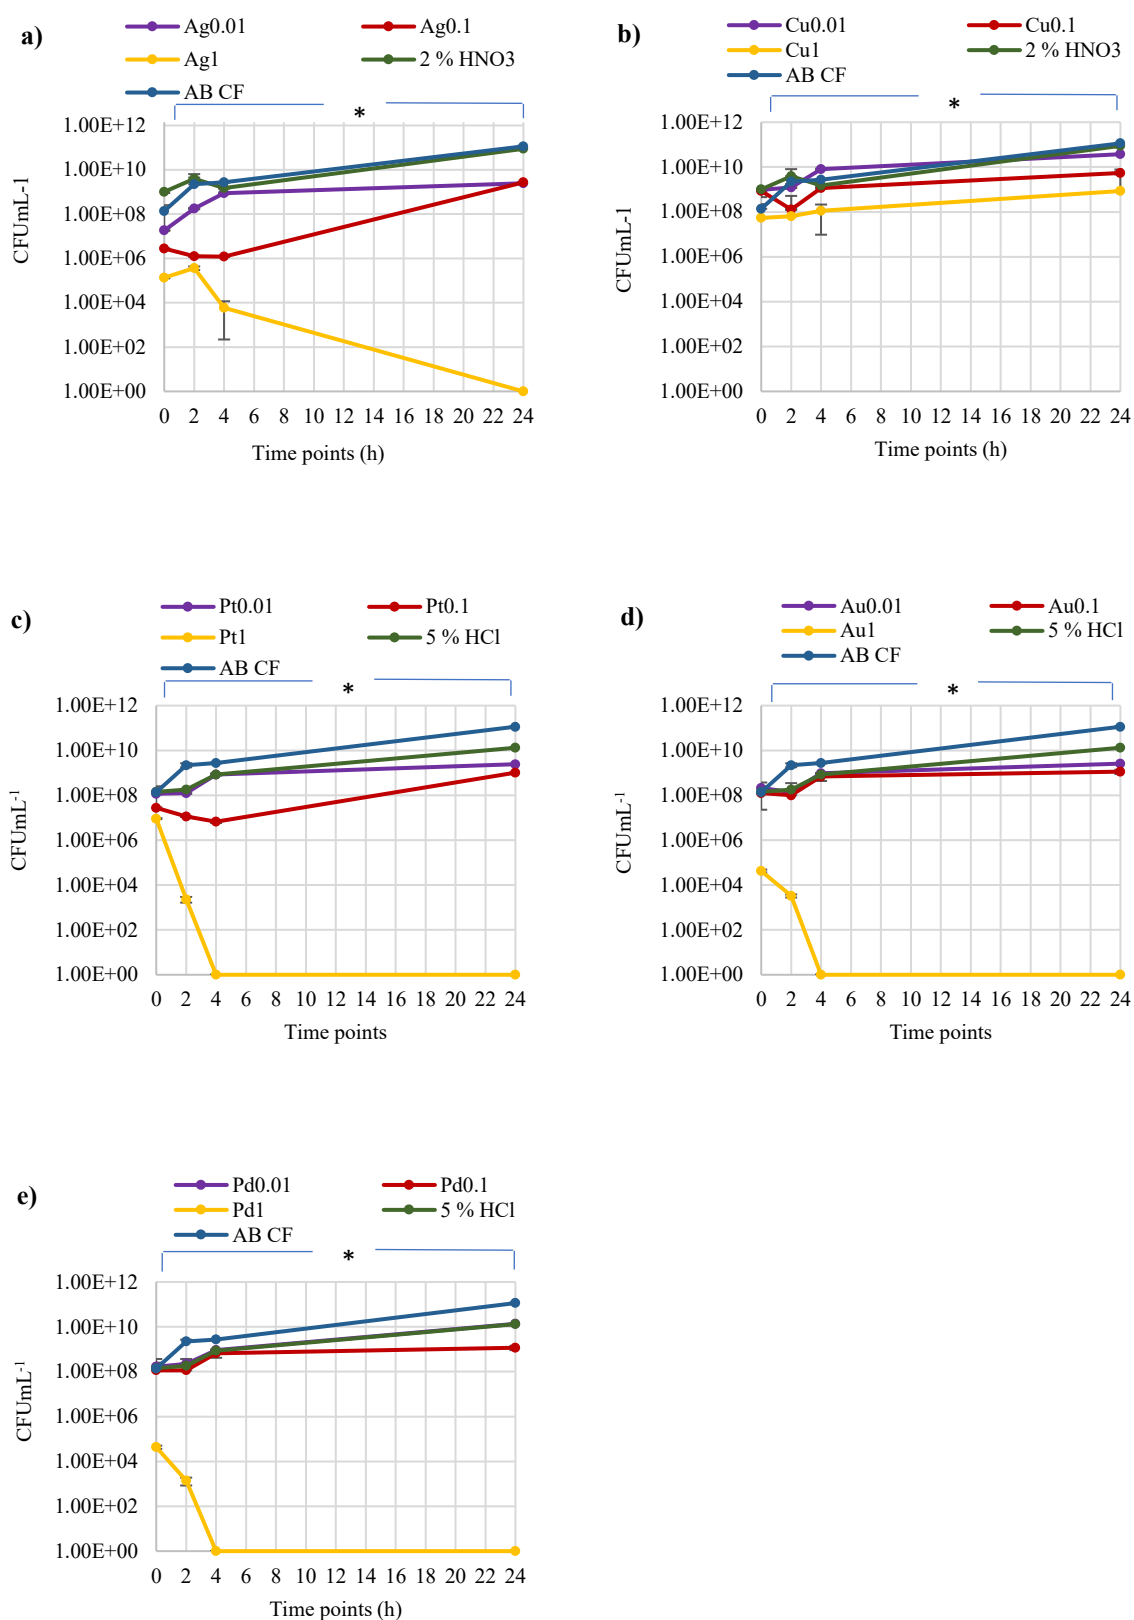 a)
Ag0.01 Ag0.1
Ag1 2 % HNO3
AB CF
*
1.00E+12
1.00E+10
1.00E+08
1.00E+06
1.00E+04
1.00E+02
1.00E+00
CFUmL-1
0 2 4 6 8 10 12 14 16 18 20 22 24
Time points (h)
b)
Cu0.01 Cu0.1
Cu1 2 % HNO3
AB CF
*
1.00E+12
1.00E+10
1.00E+08
1.00E+06
1.00E+04
1.00E+02
1.00E+00
CFUmL-1
0 2 4 6 8 10 12 14 16 18 20 22 24
Time points (h)
c)
Pt0.01 Pt0.1
Pt1 5 % HCl
AB CF
*
1.00E+12
1.00E+10
1.00E+08
1.00E+06
1.00E+04
1.00E+02
1.00E+00
CFUmL⁻¹
0 2 4 6 8 10 12 14 16 18 20 22 24
Time points
d)
Au0.01 Au0.1
Au1 5 % HCl
AB CF
*
1.00E+12
1.00E+10
1.00E+08
1.00E+06
1.00E+04
1.00E+02
1.00E+00
CFUmL⁻¹
0 2 4 6 8 10 12 14 16 18 20 22 24
Time points
e)
Pd0.01 Pd0.1
Pd1 5 % HCl
AB CF
*
1.00E+12
1.00E+10
1.00E+08
1.00E+06
1.00E+04
1.00E+02
1.00E+00
CFUmL⁻¹
0 2 4 6 8 10 12 14 16 18 20 22 24
Time points (h)